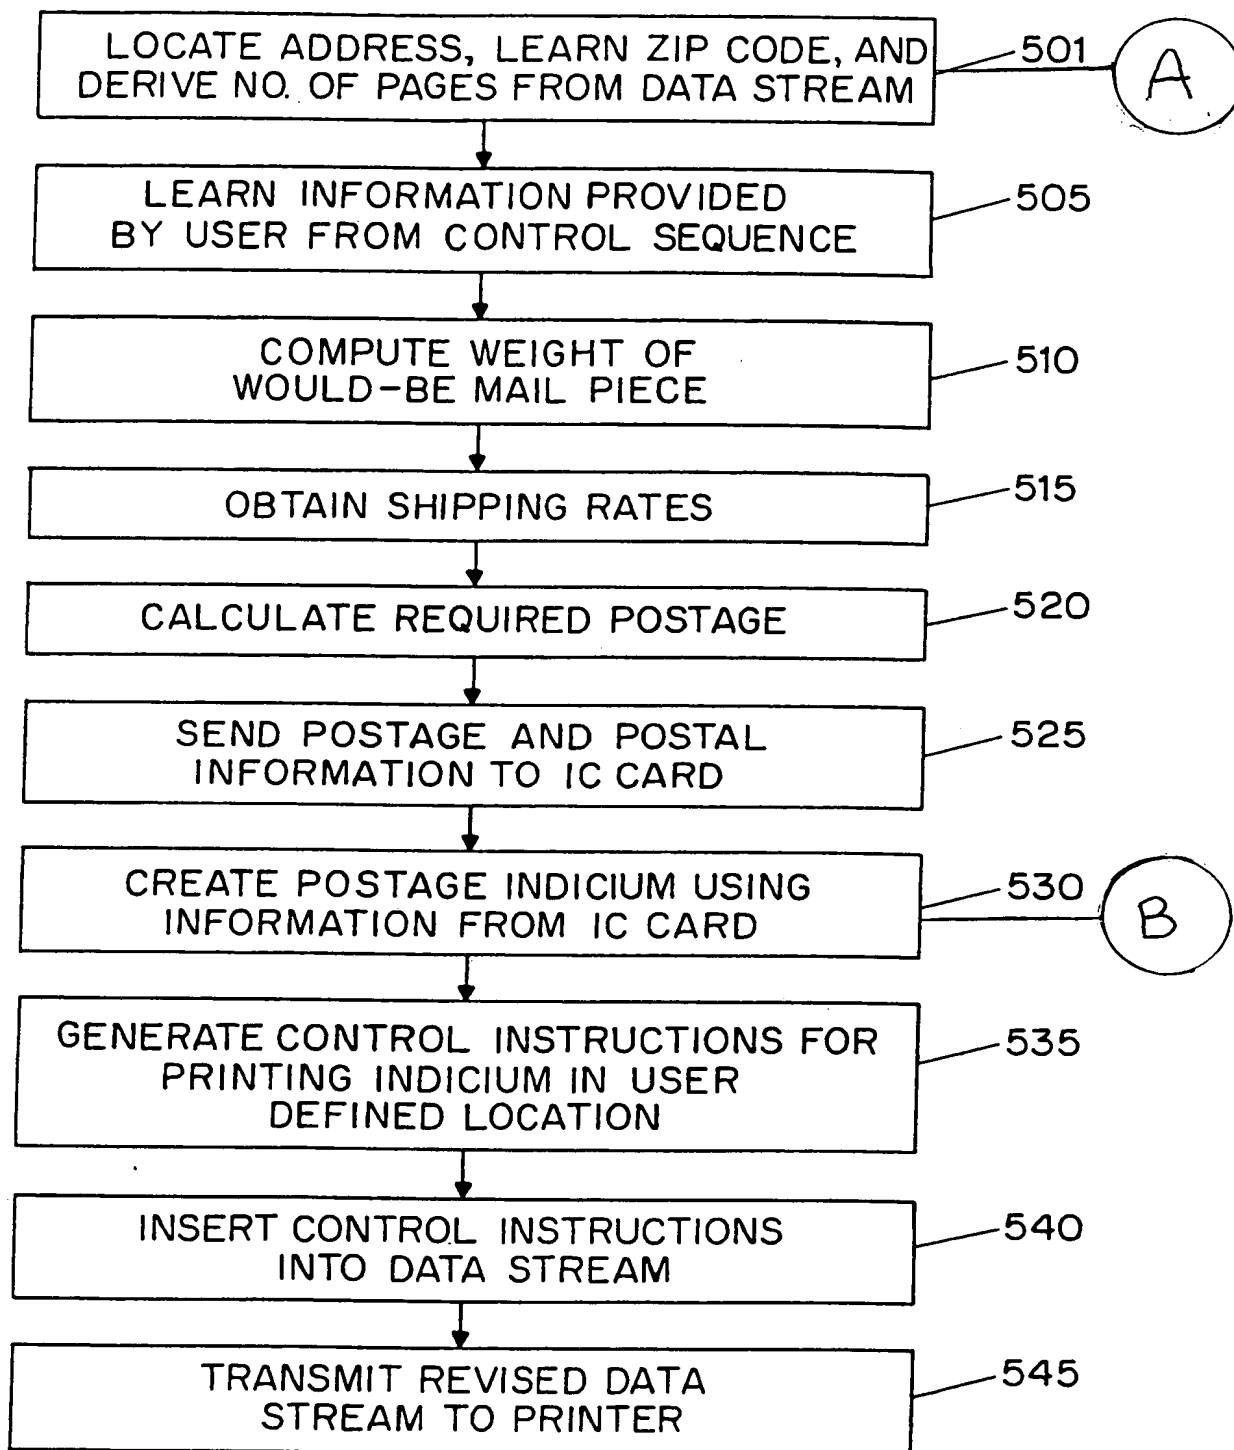 LOCATE ADDRESS, LEARN ZIP CODE, AND
DERIVE NO. OF PAGES FROM DATA STREAM
501
A
LEARN INFORMATION PROVIDED
BY USER FROM CONTROL SEQUENCE
505
COMPUTE WEIGHT OF
WOULD-BE MAIL PIECE
510
OBTAIN SHIPPING RATES
515
CALCULATE REQUIRED POSTAGE
520
SEND POSTAGE AND POSTAL
INFORMATION TO IC CARD
525
CREATE POSTAGE INDICIUM USING
INFORMATION FROM IC CARD
530
B
GENERATE CONTROL INSTRUCTIONS FOR
PRINTING INDICIUM IN USER
DEFINED LOCATION
535
INSERT CONTROL INSTRUCTIONS
INTO DATA STREAM
540
TRANSMIT REVISED DATA
STREAM TO PRINTER
545